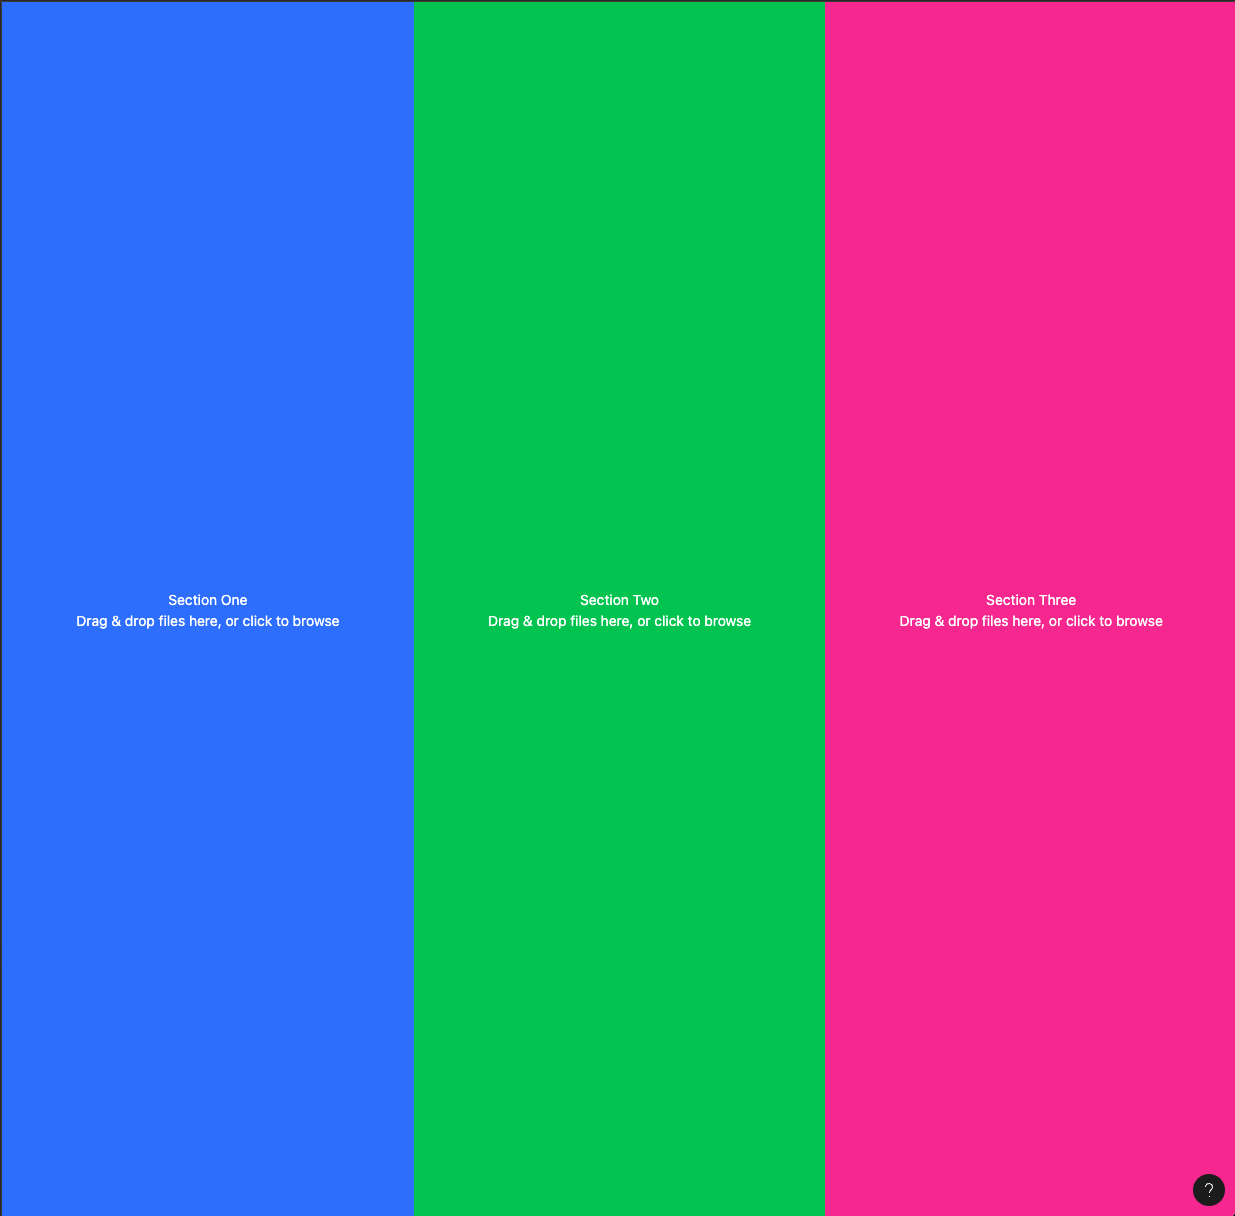 Section One
Drag & drop files here, or click to browse
Section Two
Drag & drop files here, or click to browse
Section Three
Drag & drop files here, or click to browse
?